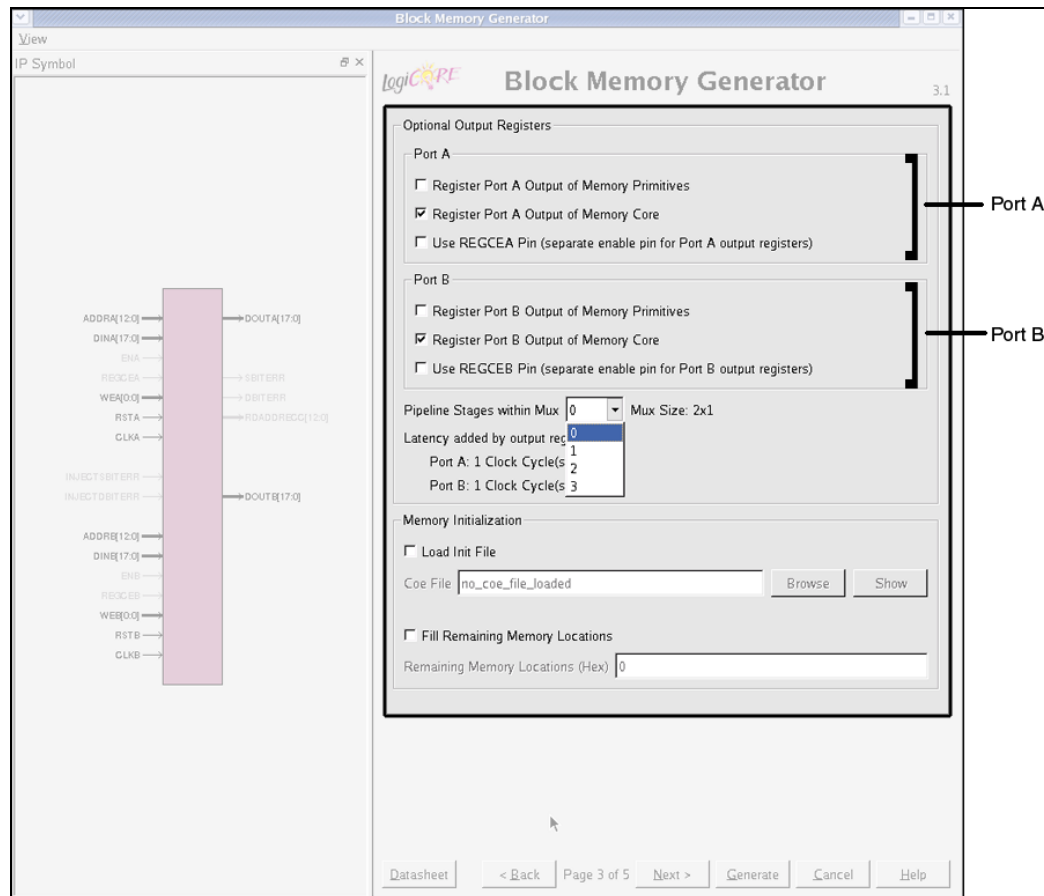 Block Memory Generator
View
IP Symbol
ADDRA[12:0]
DINA[17:0]
ENA
REGCEA
WEA[0:0]
RSTA
CLKA
INJECTSBITERR
INJECTDBITERR
ADDRB[12:0]
DINB[17:0]
ENB
REGCEB
WEB[0:0]
RSTB
CLKB
DOUTA[17:0]
SBITERR
DBITERR
RDADDRECC[12:0]
DOUTB[17:0]
LogiCORE
Block Memory Generator
3.1
Optional Output Registers
Port A
Register Port A Output of Memory Primitives
Register Port A Output of Memory Core
Use REGCEA Pin (separate enable pin for Port A output registers)
Port A
Port B
Register Port B Output of Memory Primitives
Register Port B Output of Memory Core
Use REGCEB Pin (separate enable pin for Port B output registers)
Port B
Pipeline Stages within Mux 0 Mux Size: 2x1
0
1
2
3
Latency added by output reg
Port A: 1 Clock Cycle(s
Port B: 1 Clock Cycle(s
Memory Initialization
Load Init File
Coe File no_coe_file_loaded Browse Show
Fill Remaining Memory Locations
Remaining Memory Locations (Hex) 0
Datasheet < Back Page 3 of 5 Next > Generate Cancel Help